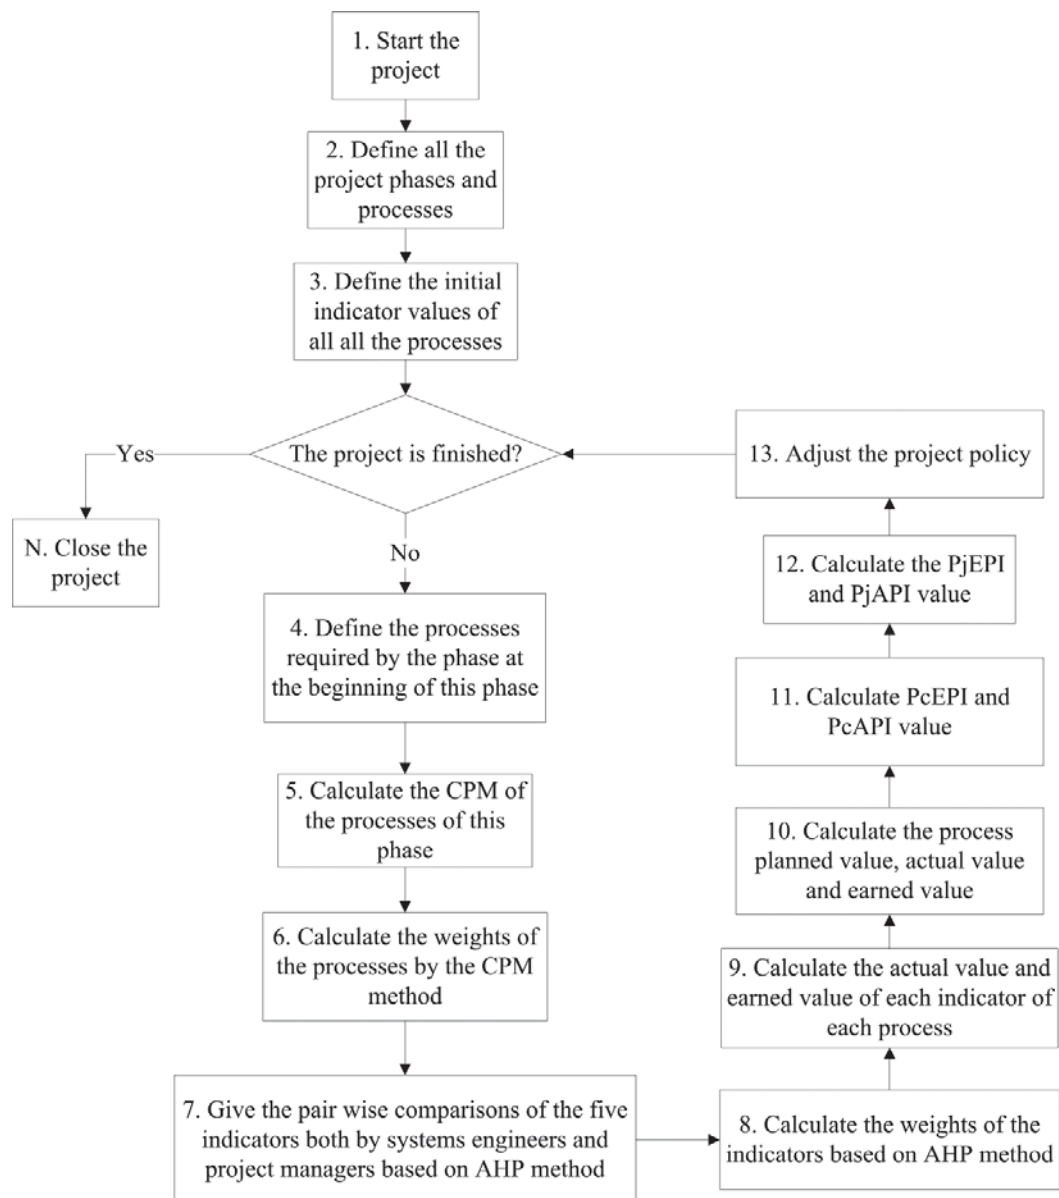 1. Start the
project
2. Define all the
project phases and
processes
3. Define the initial
indicator values of
all all the processes
Yes
The project is finished?
13. Adjust the project policy
N. Close the
project
No
12. Calculate the PjEPI
and PjAPI value
4. Define the processes
required by the phase at
the beginning of this phase
11. Calculate PcEPI and
PcAPI value
5. Calculate the CPM of
the processes of this
phase
10. Calculate the process
planned value, actual value
and earned value
6. Calculate the weights of
the processes by the CPM
method
9. Calculate the actual value and
earned value of each indicator of
each process
7. Give the pair wise comparisons of the five
indicators both by systems engineers and
project managers based on AHP method
8. Calculate the weights of the
indicators based on AHP method